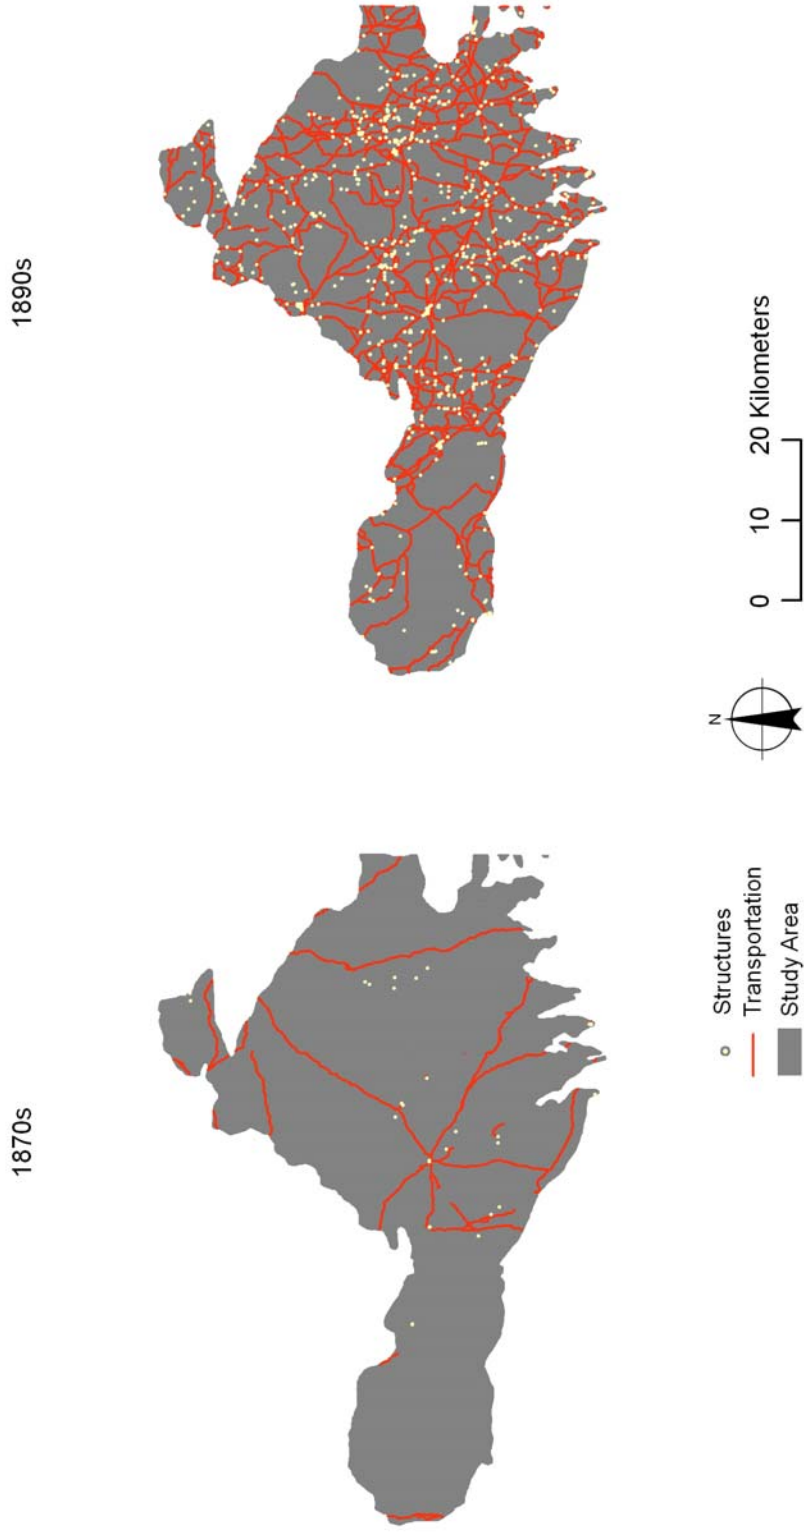 1870s
1890s
Structures
Transportation
Study Area
N
0 10 20 Kilometers